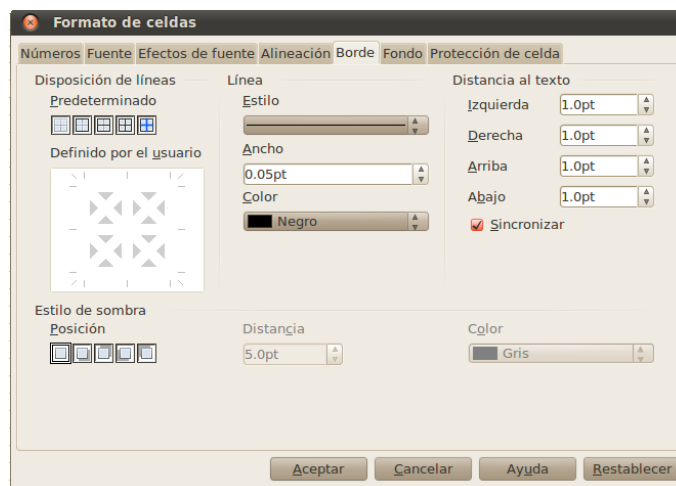 Formato de celdas
Números Fuente Efectos de fuente Alineación Borde Fondo Protección de celda
Disposición de líneas
Predeterminado
Definido por el usuario
Línea
Estilo
Ancho
0.05pt
Color
Negro
Distancia al texto
Izquierda 1.0pt
Derecha 1.0pt
Arriba 1.0pt
Abajo 1.0pt
Sincronizar
Estilo de sombra
Posición
Distancia
5.0pt
Color
Gris
Aceptar Cancelar Ayuda Restablecer